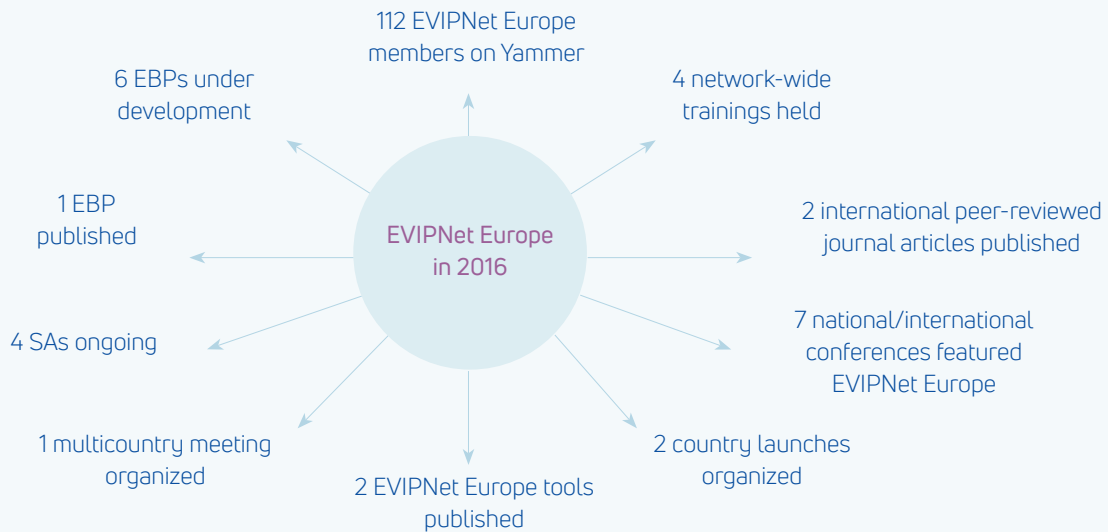 112 EVIPNet Europe
members on Yammer
6 EBPs under
development
4 network-wide
trainings held
1 EBP
published
2 international peer-reviewed
journal articles published
EVIPNet Europe
in 2016
4 SAs ongoing
7 national/international
conferences featured
EVIPNet Europe
1 multicountry meeting
organized
2 country launches
organized
2 EVIPNet Europe tools
published